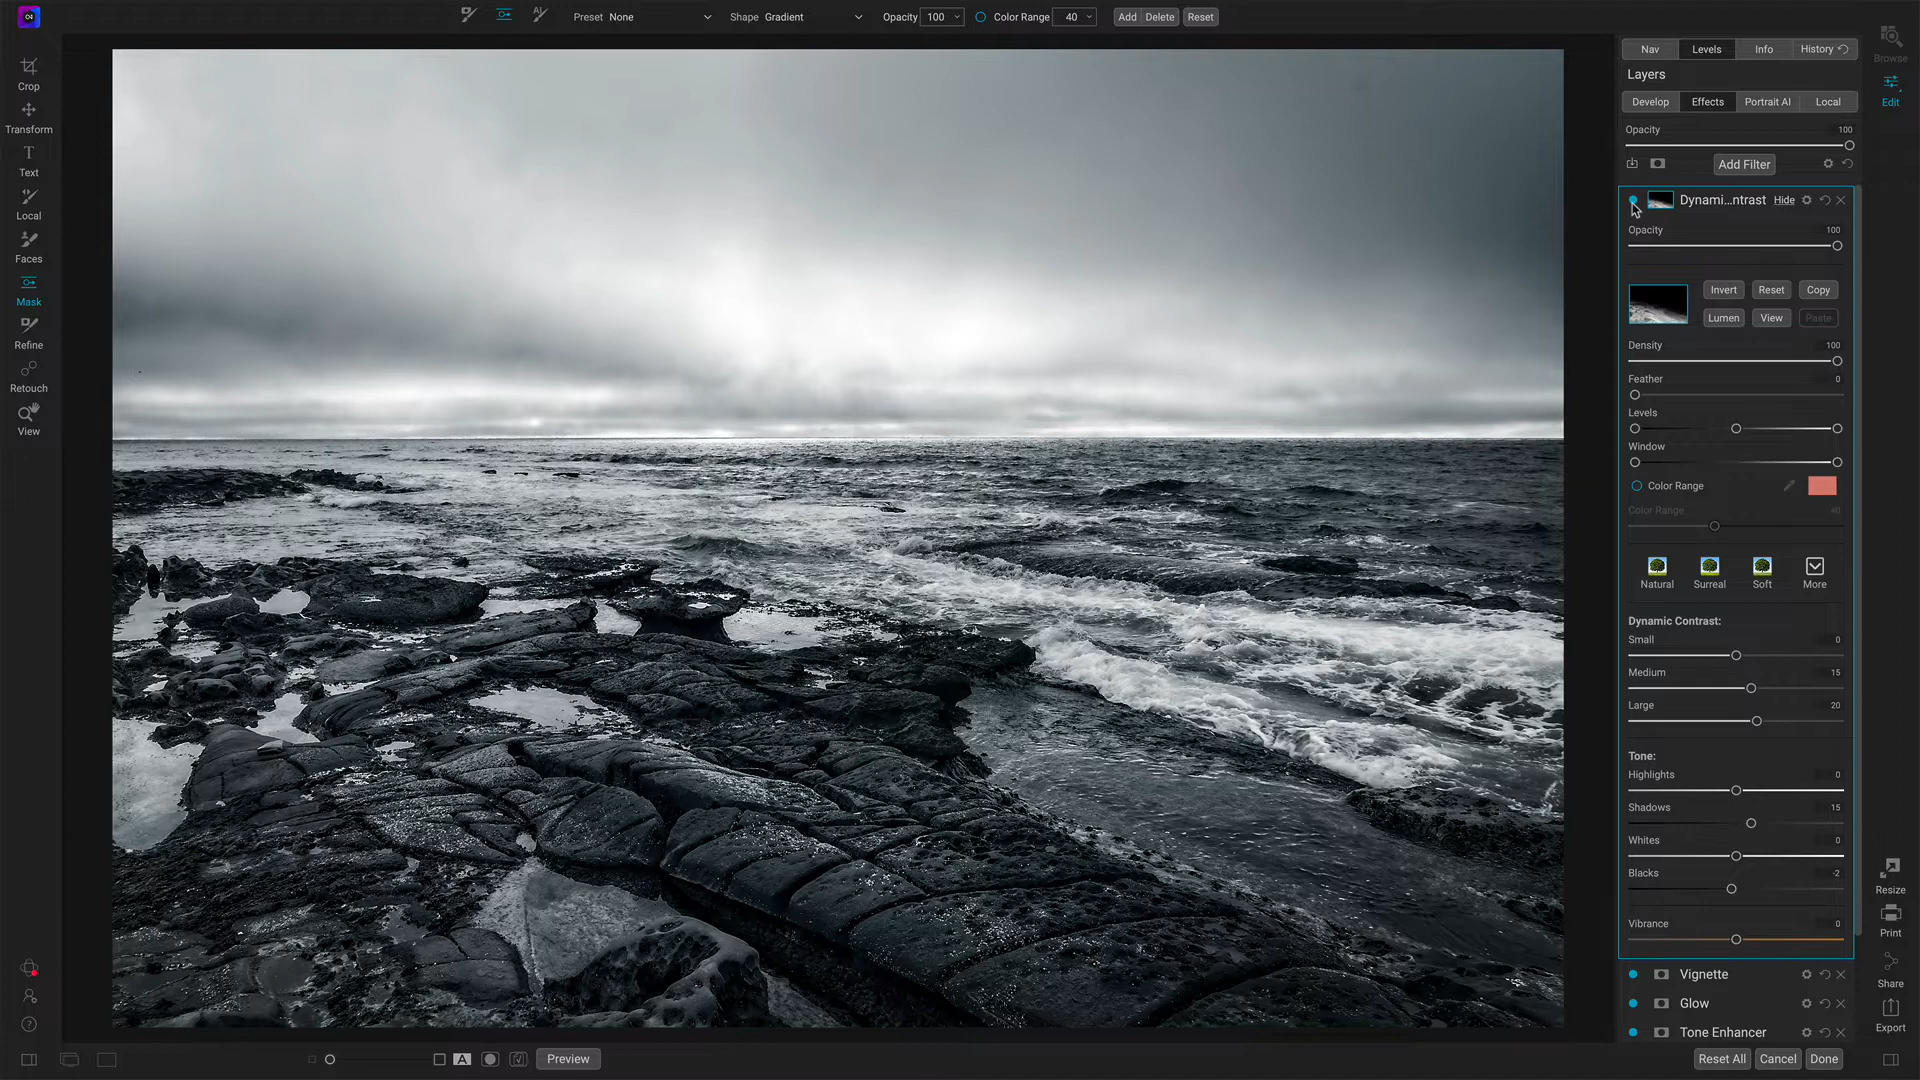 Preset None Shape Gradient Opacity 100 Color Range 40 Add Delete Reset
Crop
Transform
Text
Local
Faces
Mask
Refine
Retouch
View
Nav Levels Info History
Browse
Edit
Layers
Develop Effects Portrait AI Local
Opacity 100
Add Filter
Dynami...ntrast Hide
Opacity 100
Invert Reset Copy
Lumen View Paste
Density 100
Feather 0
Levels
Window
Color Range
Color Range 40
Natural Surreal Soft More
Dynamic Contrast:
Small 0
Medium 15
Large 20
Tone:
Highlights 0
Shadows 15
Whites 0
Blacks -2
Vibrance 0
Vignette
Glow
Tone Enhancer
Resize
Print
Share
Export
A Preview
Reset All Cancel Done